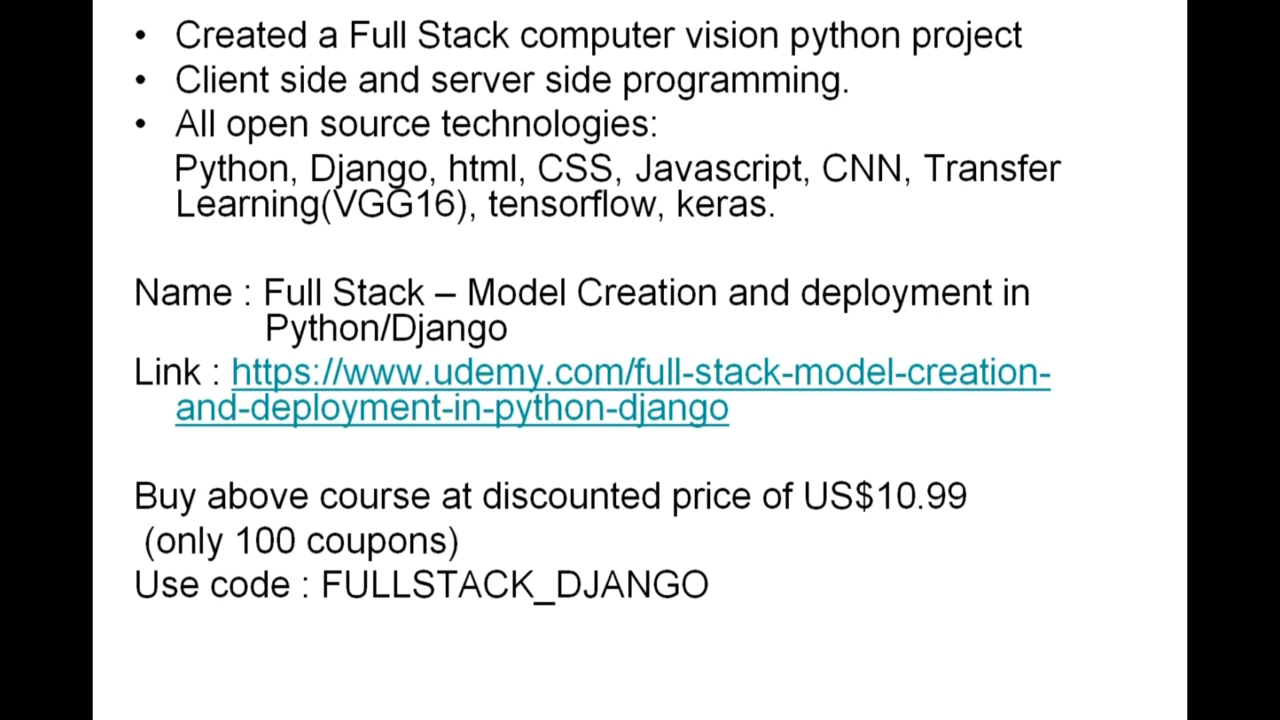 • Created a Full Stack computer vision python project
• Client side and server side programming.
• All open source technologies:
Python, Django, html, CSS, Javascript, CNN, Transfer
Learning(VGG16), tensorflow, keras.
Name : Full Stack – Model Creation and deployment in
Python/Django
Link : https://www.udemy.com/full-stack-model-creation-
and-deployment-in-python-django
Buy above course at discounted price of US$10.99
(only 100 coupons)
Use code : FULLSTACK_DJANGO